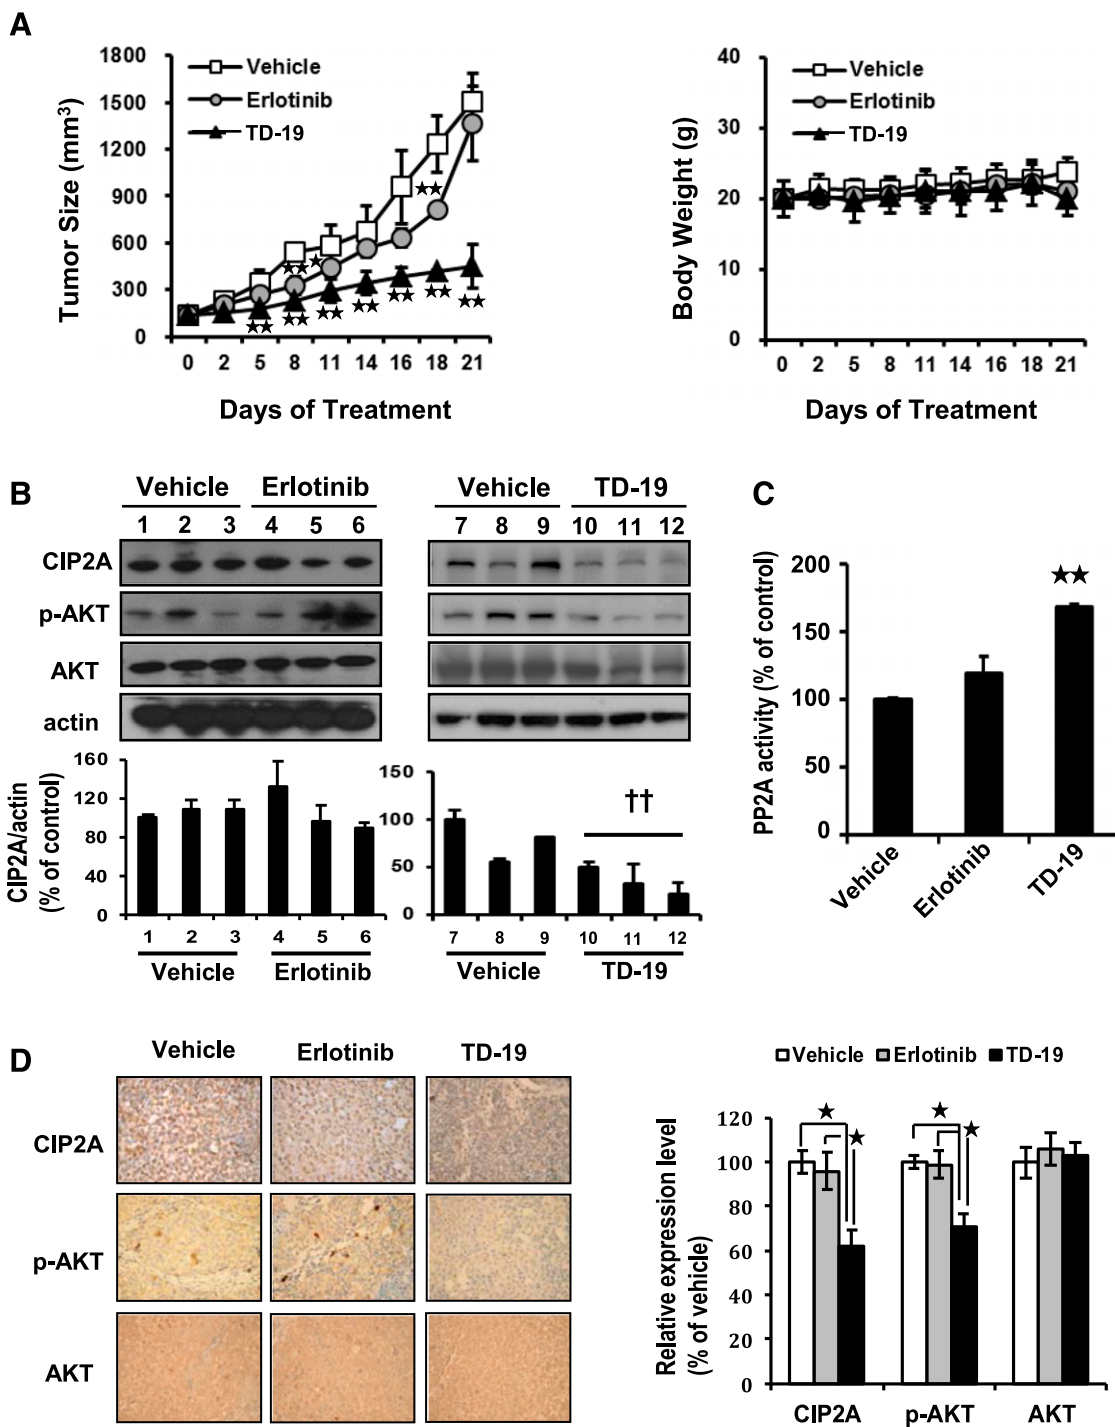 A
Tumor Size (mm³)
1800
1500
1200
900
600
300
0
Vehicle
Erlotinib
TD-19
★★
★★★
★★ ★★ ★★ ★★ ★★ ★★ ★★
0 2 5 8 11 14 16 18 21
Days of Treatment
Body Weight (g)
40
30
20
10
0
Vehicle
Erlotinib
TD-19
0 2 5 8 11 14 16 18 21
Days of Treatment
B
Vehicle Erlotinib
1 2 3 4 5 6
Vehicle TD-19
7 8 9 10 11 12
CIP2A
p-AKT
AKT
actin
CIP2A/actin
(% of control)
160
120
80
40
0
1 2 3 4 5 6
Vehicle Erlotinib
150
100
50
0
††
7 8 9 10 11 12
Vehicle TD-19
C
PP2A activity (% of control)
200
150
100
50
0
★★
Vehicle
Erlotinib
TD-19
D
Vehicle Erlotinib TD-19
CIP2A
p-AKT
AKT
Vehicle Erlotinib TD-19
Relative expression level
(% of vehicle)
120
100
80
60
40
20
0
★ ★
★ ★
CIP2A p-AKT AKT